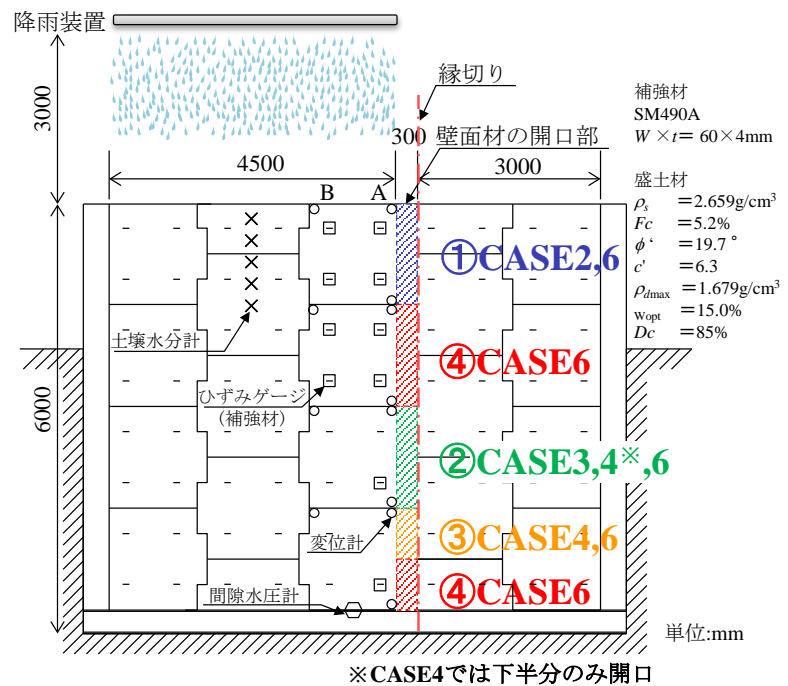 降雨装置
3000
縁切り
300
壁面材の開口部
4500
3000
B
A
補強材
SM490A
W ×t= 60×4mm
盛土材
ρs =2.659g/cm³
Fc =5.2%
ϕ‘ =19.7 °
c' =6.3
ρdmax =1.679g/cm³
wopt =15.0%
Dc =85%
①CASE2,6
土壌水分計
④CASE6
6000
ひずみゲージ
(補強材)
②CASE3,4※,6
変位計
③CASE4,6
間隙水圧計
④CASE6
単位:mm
※CASE4では下半分のみ開口